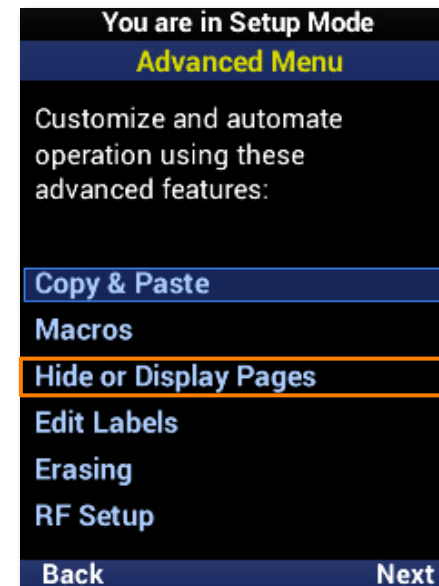 You are in Setup Mode
Advanced Menu
Customize and automate
operation using these
advanced features:
Copy & Paste
Macros
Hide or Display Pages
Edit Labels
Erasing
RF Setup
Back Next